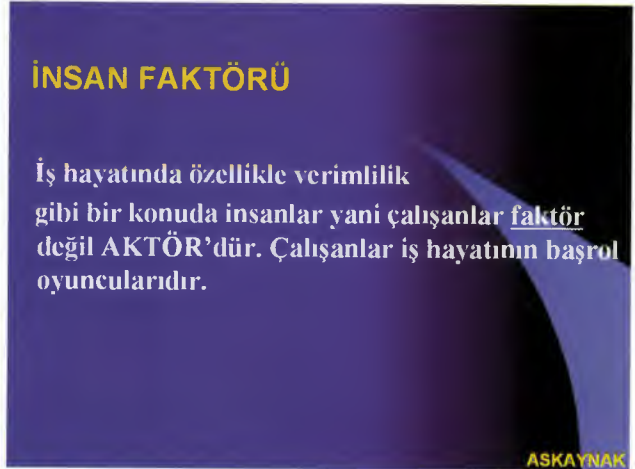 İNSAN FAKTÖRÜ
İş hayatında özellikle verimlilik
gibi bir konuda insanlar yani çalışanlar faktör
değil AKTÖR'dür. Çalışanlar iş hayatının başrol
oyuncularıdır.
ASKAYNAK